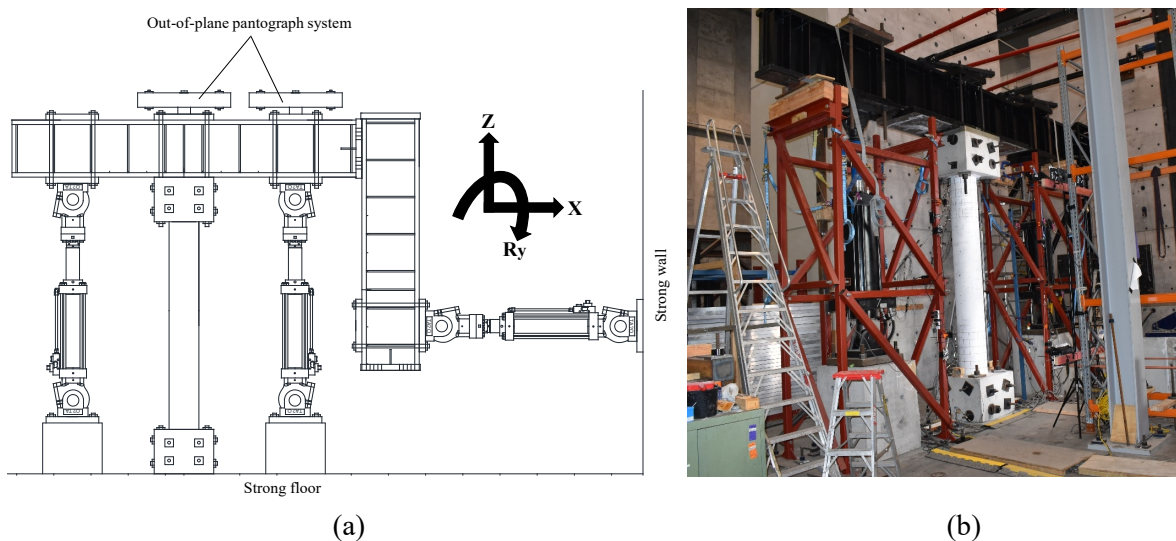 Out-of-plane pantograph system
Z
X
Ry
Strong wall
Strong floor
(a)
(b)